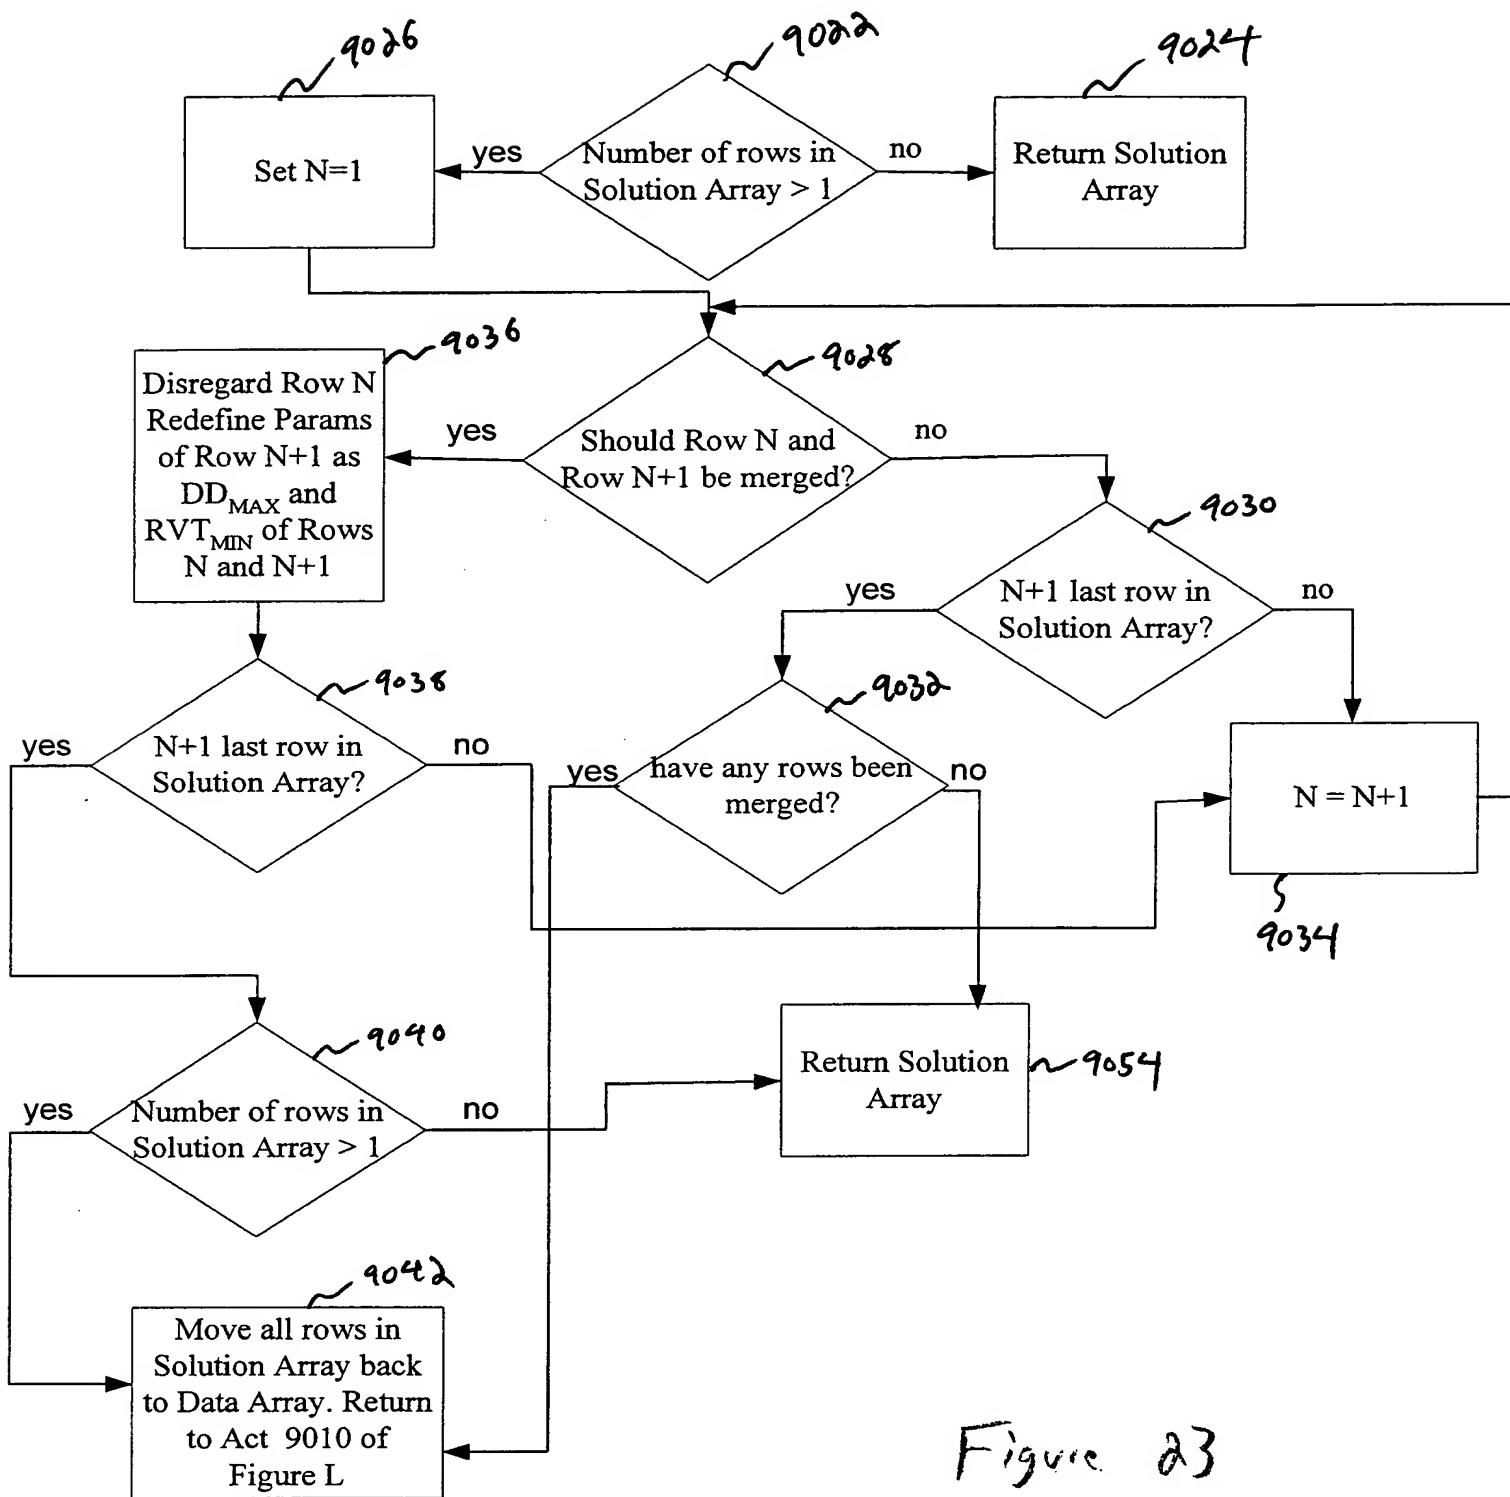 9026
9022
9024
Set N=1
yes
Number of rows in
Solution Array > 1
no
Return Solution
Array
9036
9028
Disregard Row N
Redefine Params
of Row N+1 as
DD_MAX and
RVT_MIN of Rows
N and N+1
yes
Should Row N and
Row N+1 be merged?
no
9030
yes
N+1 last row in
Solution Array?
no
9038
9032
yes
N+1 last row in
Solution Array?
no
yes
have any rows been
merged?
no
N = N+1
9034
9040
yes
Number of rows in
Solution Array > 1
no
Return Solution
Array
9054
9042
Move all rows in
Solution Array back
to Data Array. Return
to Act 9010 of
Figure L
Figure 23